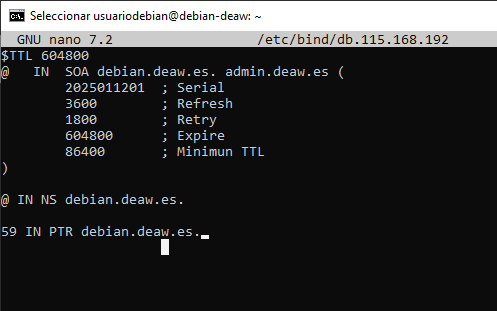 Seleccionar usuariodebian@debian-deaw: ~
GNU nano 7.2 /etc/bind/db.115.168.192
$TTL 604800
@ IN SOA debian.deaw.es. admin.deaw.es (
2025011201 ; Serial
3600 ; Refresh
1800 ; Retry
604800 ; Expire
86400 ; Minimun TTL
)
@ IN NS debian.deaw.es.
59 IN PTR debian.deaw.es.